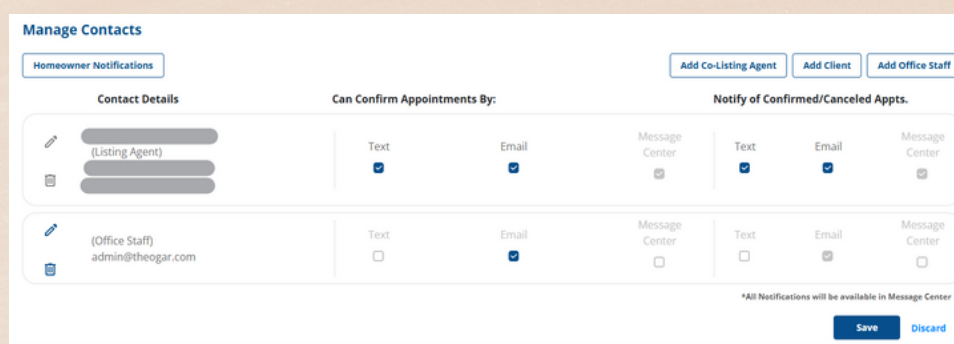 Manage Contacts
Homeowner Notifications
Add Co-Listing Agent
Add Client
Add Office Staff
Contact Details
Can Confirm Appointments By:
Notify of Confirmed/Canceled Appts.
(Listing Agent)
Text
Email
Message
Center
Text
Email
Message
Center
(Office Staff)
admin@theogar.com
Text
Email
Message
Center
Text
Email
Message
Center
*All Notifications will be available in Message Center
Save
Discard